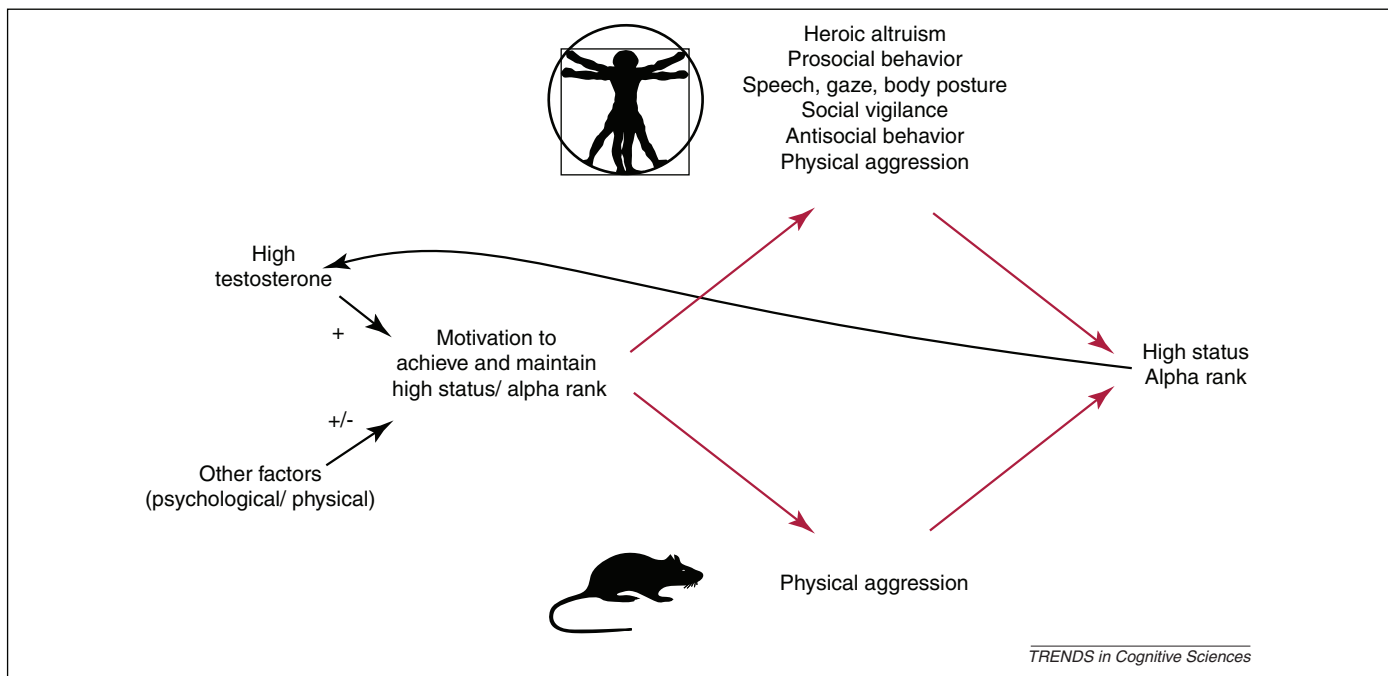 Heroic altruism
Prosocial behavior
Speech, gaze, body posture
Social vigilance
Antisocial behavior
Physical aggression
High
testosterone
+
Motivation to
achieve and maintain
high status/ alpha rank
High status
Alpha rank
+/-
Other factors
(psychological/ physical)
Physical aggression
TRENDS in Cognitive Sciences